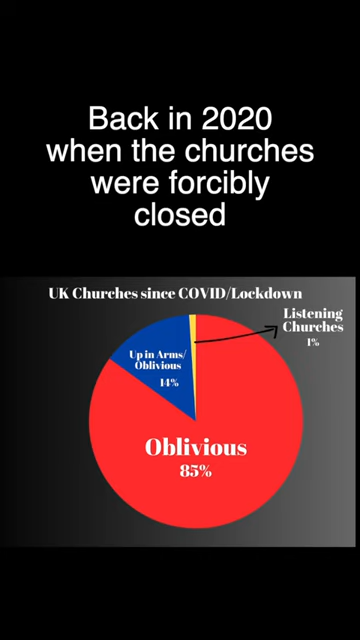 Back in 2020
when the churches
were forcibly
closed
UK Churches since COVID/Lockdown
Listening
Churches
1%
Up in Arms/
Oblivious
14%
Oblivious
85%